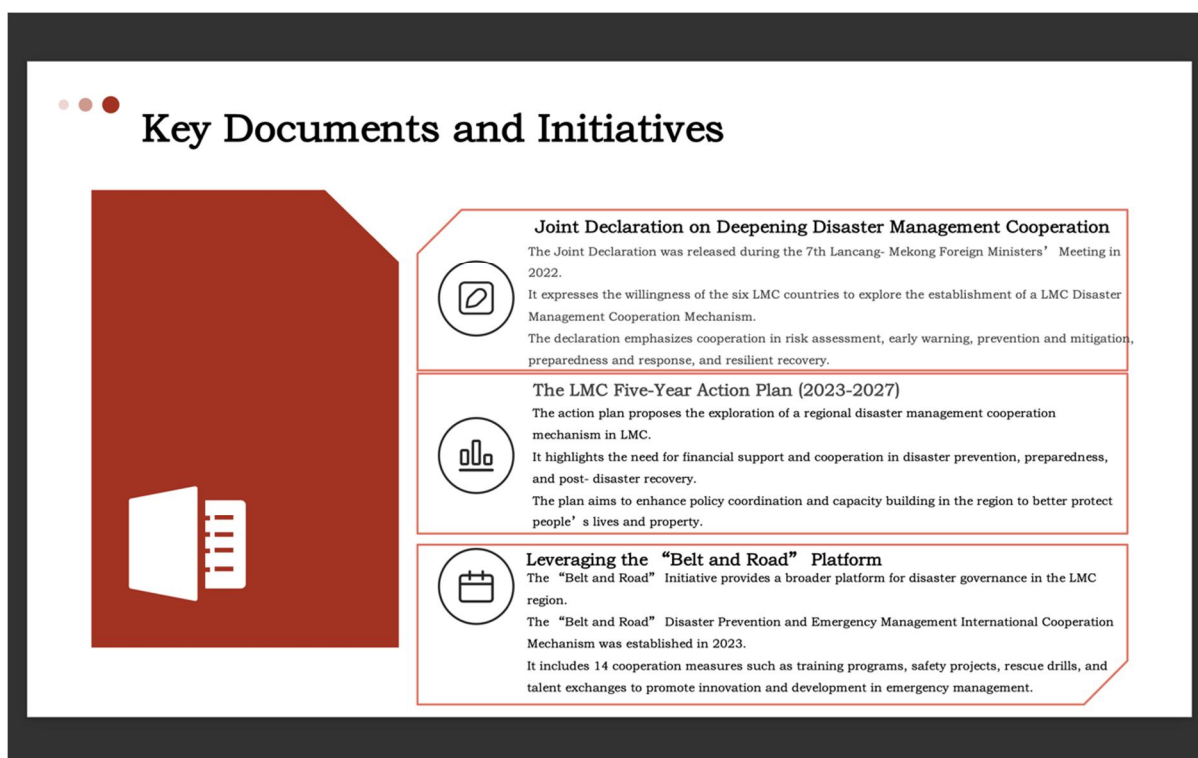 Key Documents and Initiatives
Joint Declaration on Deepening Disaster Management Cooperation
The Joint Declaration was released during the 7th Lancang- Mekong Foreign Ministers’ Meeting in
2022.
It expresses the willingness of the six LMC countries to explore the establishment of a LMC Disaster
Management Cooperation Mechanism.
The declaration emphasizes cooperation in risk assessment, early warning, prevention and mitigation,
preparedness and response, and resilient recovery.
The LMC Five-Year Action Plan (2023-2027)
The action plan proposes the exploration of a regional disaster management cooperation
mechanism in LMC.
It highlights the need for financial support and cooperation in disaster prevention, preparedness,
and post- disaster recovery.
The plan aims to enhance policy coordination and capacity building in the region to better protect
people’ s lives and property.
Leveraging the “Belt and Road” Platform
The “Belt and Road” Initiative provides a broader platform for disaster governance in the LMC
region.
The “Belt and Road” Disaster Prevention and Emergency Management International Cooperation
Mechanism was established in 2023.
It includes 14 cooperation measures such as training programs, safety projects, rescue drills, and
talent exchanges to promote innovation and development in emergency management.